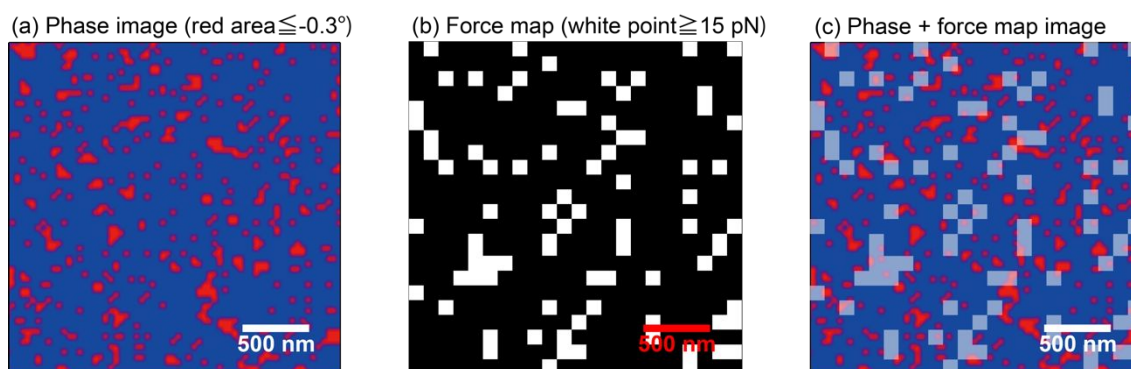 (a) Phase image (red area≦-0.3°)
(b) Force map (white point≧15 pN)
(c) Phase + force map image
500 nm
500 nm
500 nm